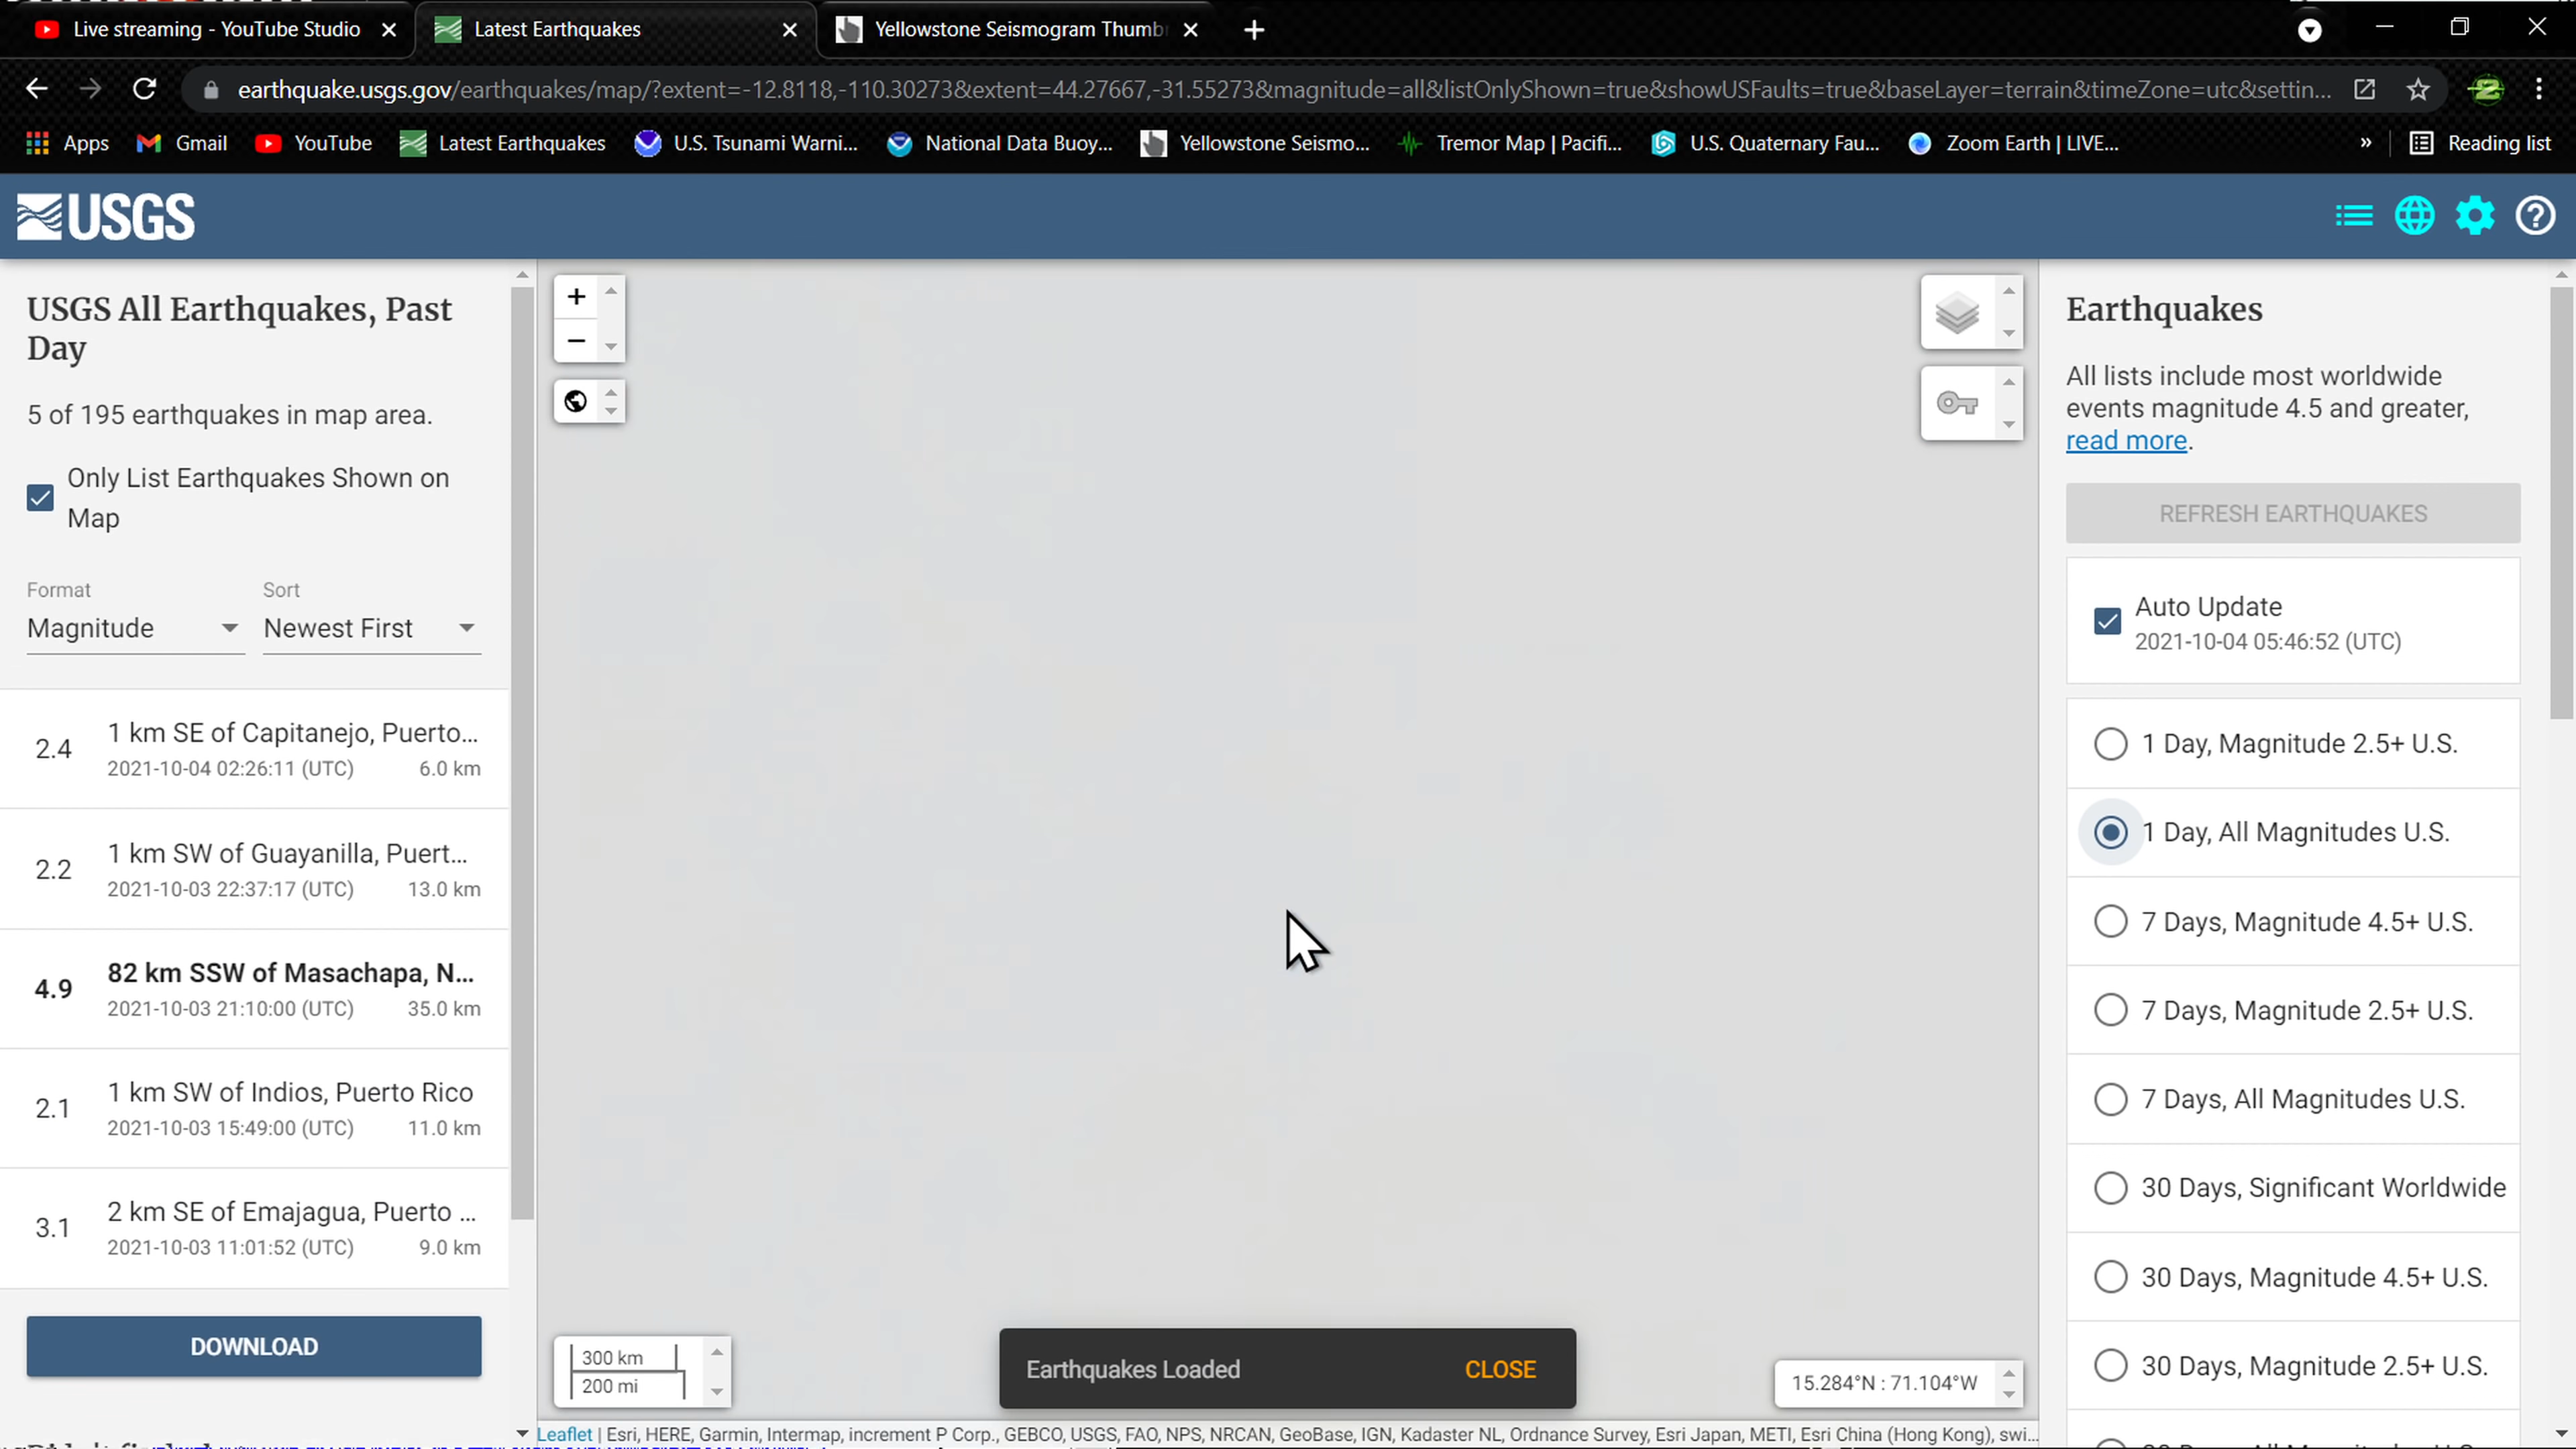 Live streaming - YouTube Studio
Latest Earthquakes
Yellowstone Seismogram Thumb
earthquake.usgs.gov/earthquakes/map/?extent=-12.8118,-110.30273&extent=44.27667,-31.55273&magnitude=all&listOnlyShown=true&showUSFaults=true&baseLayer=terrain&timeZone=utc&settin...
Apps
Gmail
YouTube
Latest Earthquakes
U.S. Tsunami Warni...
National Data Buoy...
Yellowstone Seismo...
Tremor Map | Pacifi...
U.S. Quaternary Fau...
Zoom Earth | LIVE...
»
Reading list
USGS
USGS All Earthquakes, Past
Day
5 of 195 earthquakes in map area.
Only List Earthquakes Shown on
Map
Format
Sort
Magnitude
Newest First
2.4
1 km SE of Capitanejo, Puerto...
2021-10-04 02:26:11 (UTC)
6.0 km
2.2
1 km SW of Guayanilla, Puert...
2021-10-03 22:37:17 (UTC)
13.0 km
4.9
82 km SSW of Masachapa, N...
2021-10-03 21:10:00 (UTC)
35.0 km
2.1
1 km SW of Indios, Puerto Rico
2021-10-03 15:49:00 (UTC)
11.0 km
3.1
2 km SE of Emajagua, Puerto ...
2021-10-03 11:01:52 (UTC)
9.0 km
DOWNLOAD
+
−
300 km
200 mi
Earthquakes Loaded
CLOSE
15.284°N : 71.104°W
Leaflet | Esri, HERE, Garmin, Intermap, increment P Corp., GEBCO, USGS, FAO, NPS, NRCAN, GeoBase, IGN, Kadaster NL, Ordnance Survey, Esri Japan, METI, Esri China (Hong Kong), swi...
Earthquakes
All lists include most worldwide
events magnitude 4.5 and greater,
read more.
REFRESH EARTHQUAKES
Auto Update
2021-10-04 05:46:52 (UTC)
1 Day, Magnitude 2.5+ U.S.
1 Day, All Magnitudes U.S.
7 Days, Magnitude 4.5+ U.S.
7 Days, Magnitude 2.5+ U.S.
7 Days, All Magnitudes U.S.
30 Days, Significant Worldwide
30 Days, Magnitude 4.5+ U.S.
30 Days, Magnitude 2.5+ U.S.